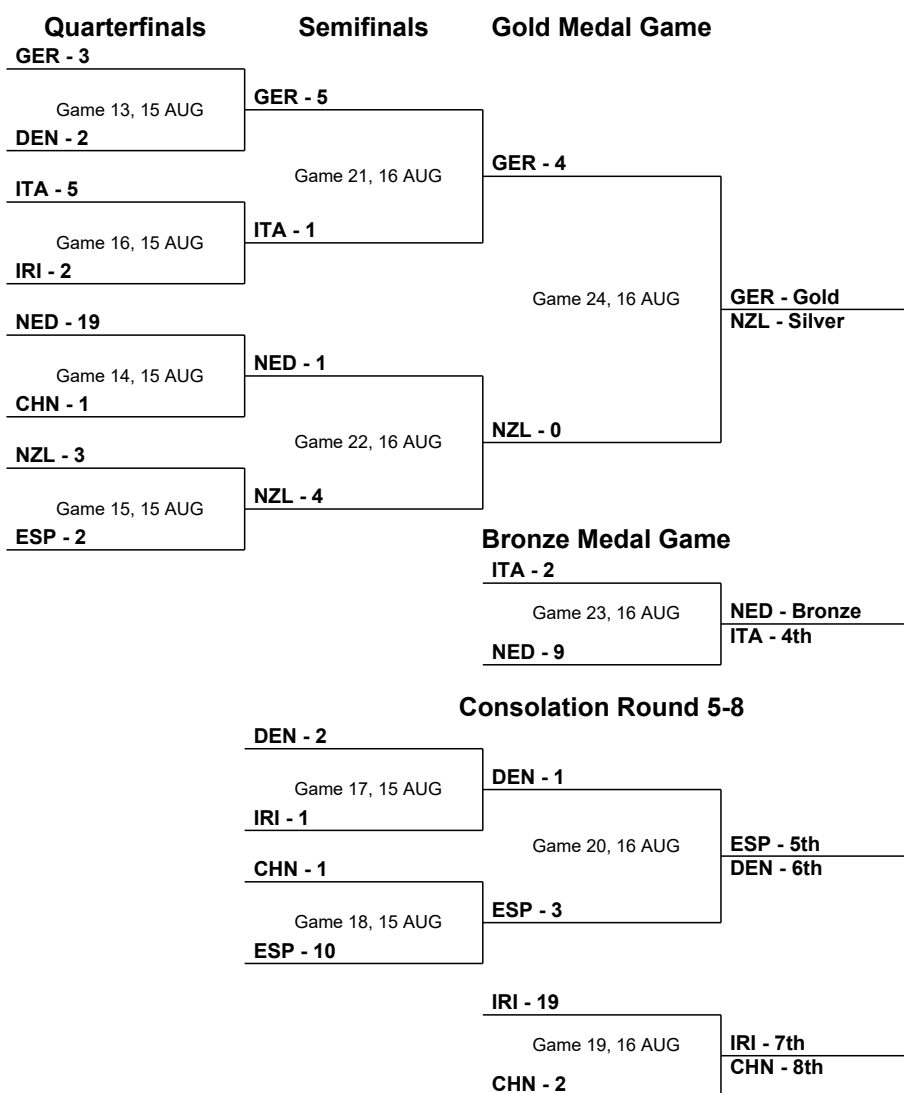 Quarterfinals Semifinals Gold Medal Game
GER - 3
Game 13, 15 AUG
DEN - 2
GER - 5
ITA - 5
Game 16, 15 AUG
IRI - 2
Game 21, 16 AUG
ITA - 1
GER - 4
NED - 19
Game 14, 15 AUG
CHN - 1
NED - 1
NZL - 3
Game 15, 15 AUG
ESP - 2
Game 22, 16 AUG
NZL - 4
NZL - 0
Game 24, 16 AUG
GER - Gold
NZL - Silver
Bronze Medal Game
ITA - 2
Game 23, 16 AUG
NED - 9
NED - Bronze
ITA - 4th
Consolation Round 5-8
DEN - 2
Game 17, 15 AUG
IRI - 1
DEN - 1
CHN - 1
Game 18, 15 AUG
ESP - 10
Game 20, 16 AUG
ESP - 3
ESP - 5th
DEN - 6th
IRI - 19
Game 19, 16 AUG
CHN - 2
IRI - 7th
CHN - 8th